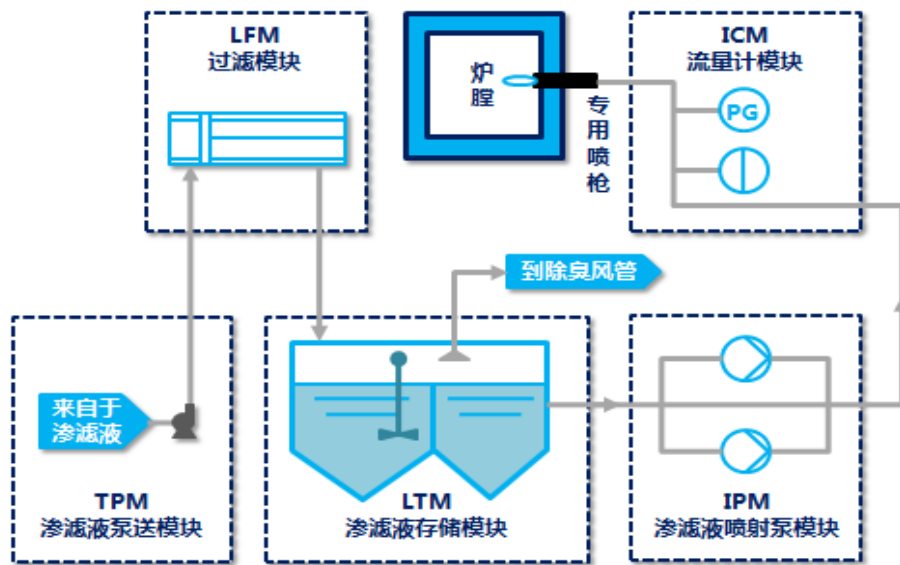 LFM
过滤模块
炉
膛
专
用
喷
枪
ICM
流量计模块
PG
到除臭风管
来自于
渗滤液
TPM
渗滤液泵送模块
LTM
渗滤液存储模块
IPM
渗滤液喷射泵模块